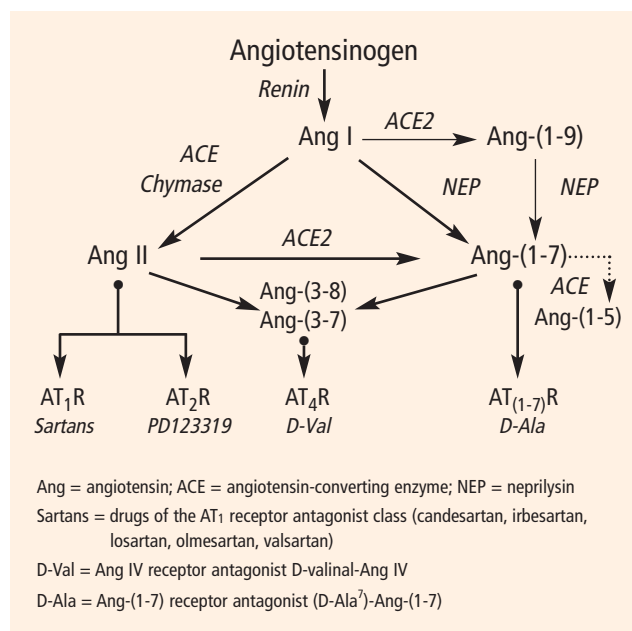 Angiotensinogen
Renin
Ang I
ACE2
Ang-(1-9)
ACE
Chymase
NEP
NEP
Ang II
ACE2
Ang-(1-7)
Ang-(3-8)
Ang-(3-7)
ACE
Ang-(1-5)
AT₁R
Sartans
AT₂R
PD123319
AT₄R
D-Val
AT₍₁₋₇₎R
D-Ala
Ang = angiotensin; ACE = angiotensin-converting enzyme; NEP = neprilysin
Sartans = drugs of the AT₁ receptor antagonist class (candesartan, irbesartan,
losartan, olmesartan, valsartan)
D-Val = Ang IV receptor antagonist D-valinal-Ang IV
D-Ala = Ang-(1-7) receptor antagonist (D-Ala⁷)-Ang-(1-7)